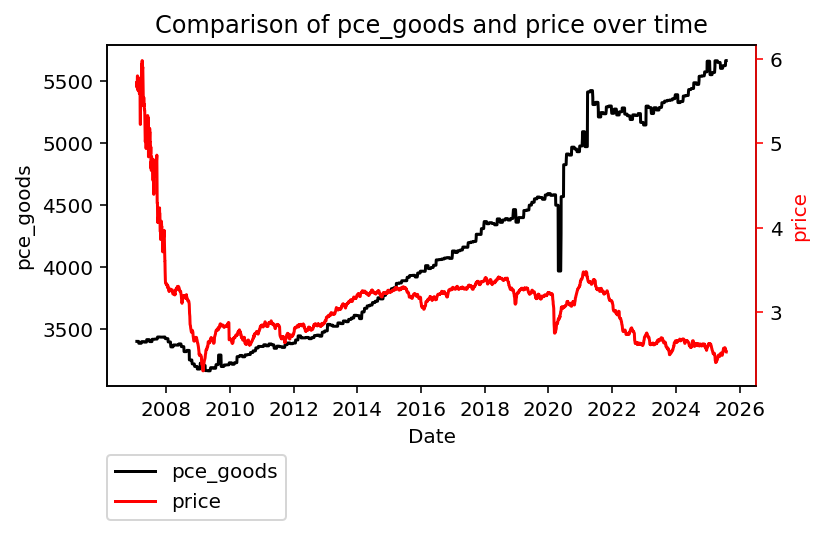 Comparison of pce_goods and price over time
pce_goods
5500
5000
4500
4000
3500
6
5
4
3
price
2008 2010 2012 2014 2016 2018 2020 2022 2024 2026
Date
pce_goods
price